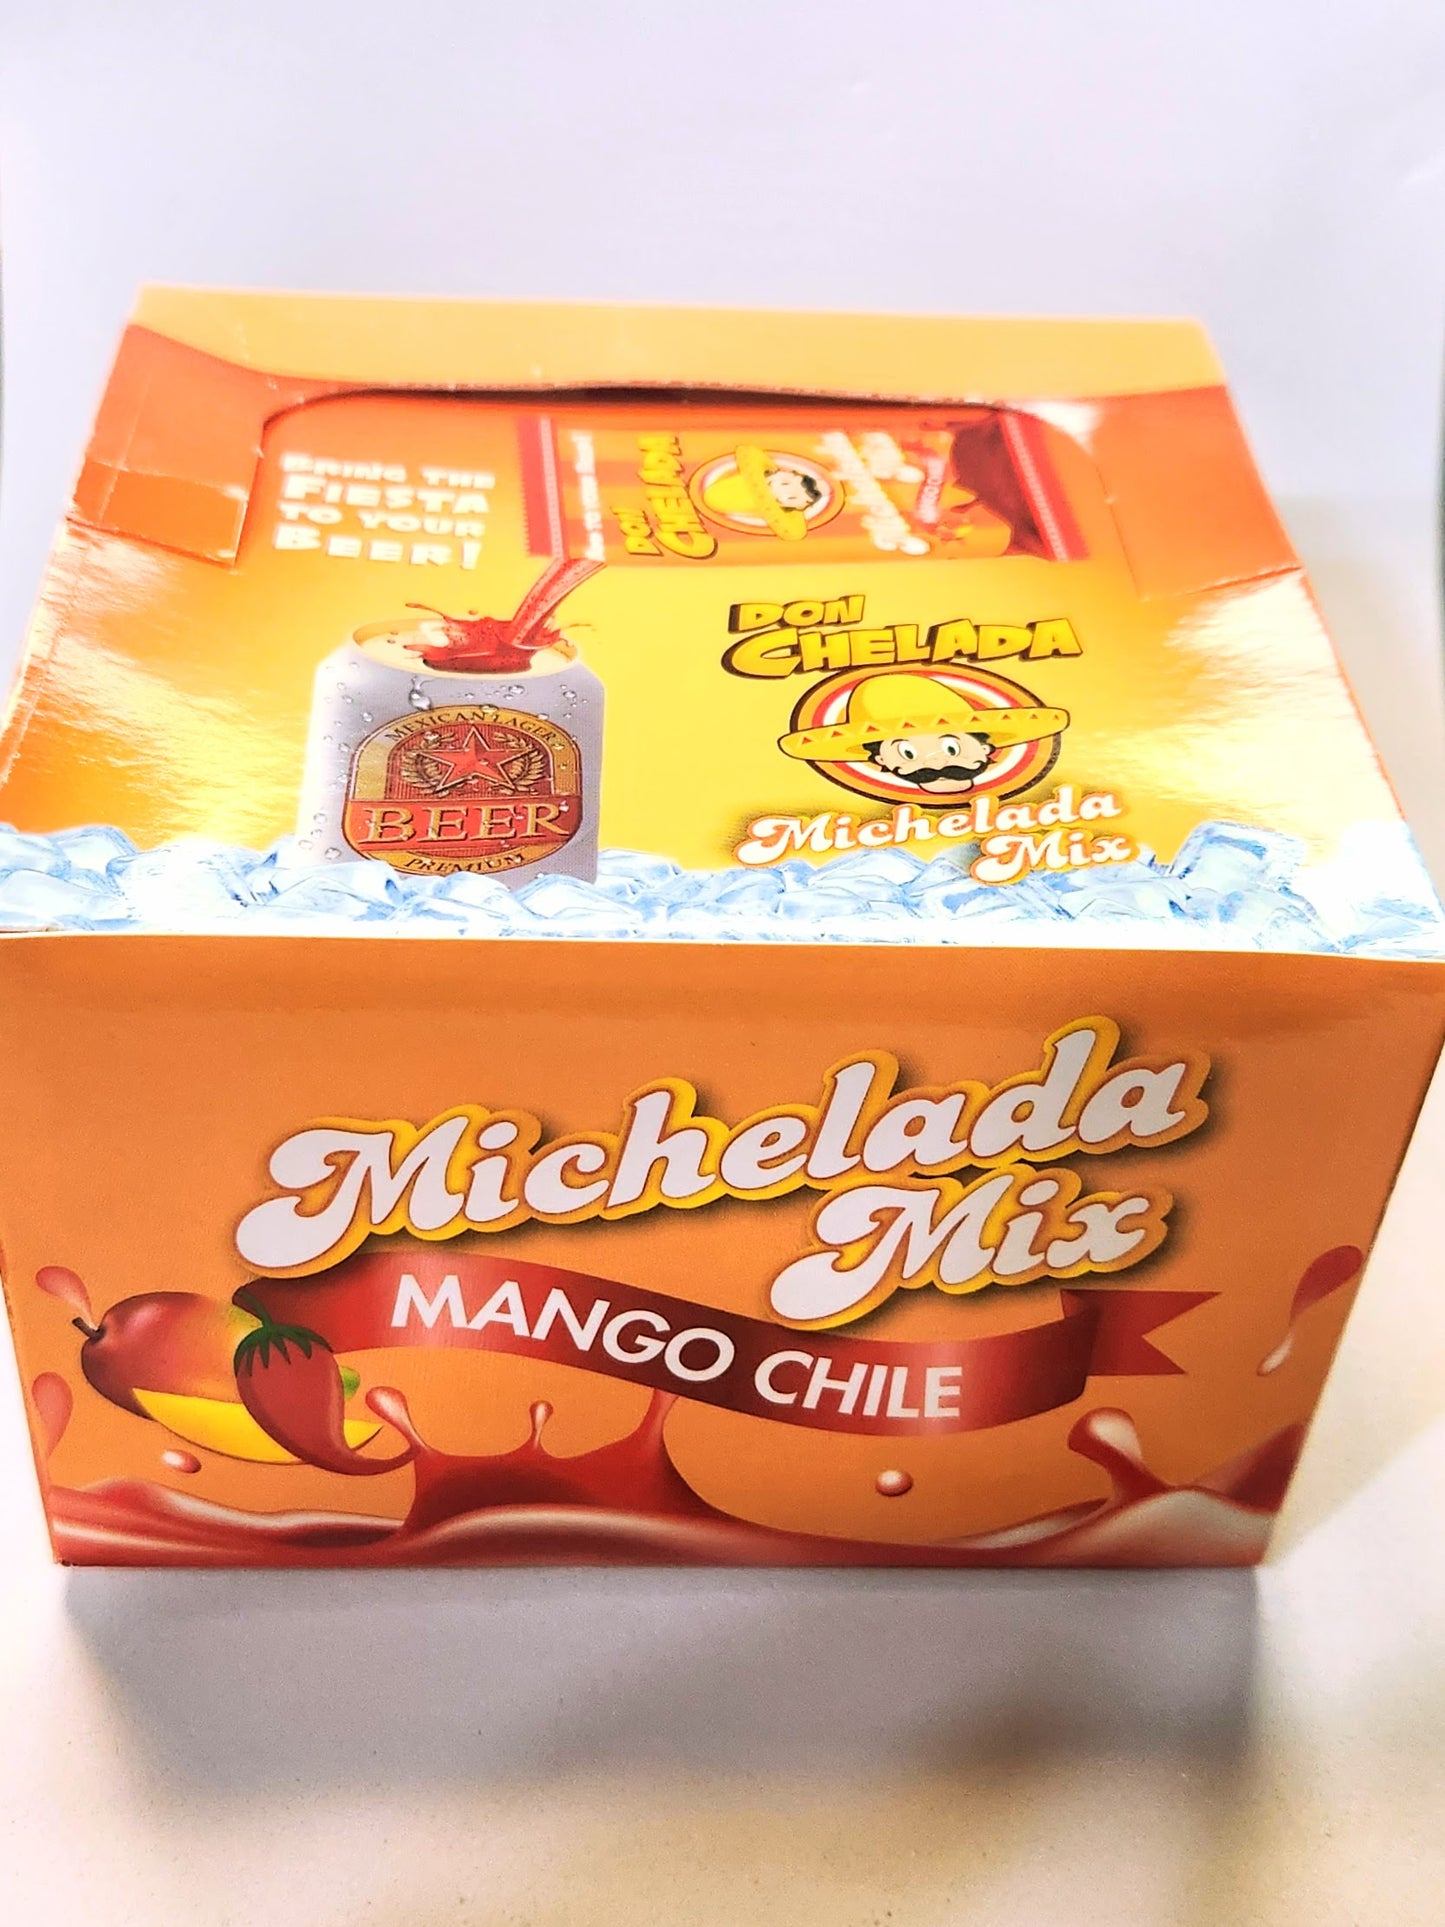 BRING THE
FIESTA
TO YOUR
BEER!
DON
CHELADA
DON
CHELADA
Michelada
Mix
MEXICAN LAGER
BEER
PREMIUM
Michelada
Mix
MANGO CHILE